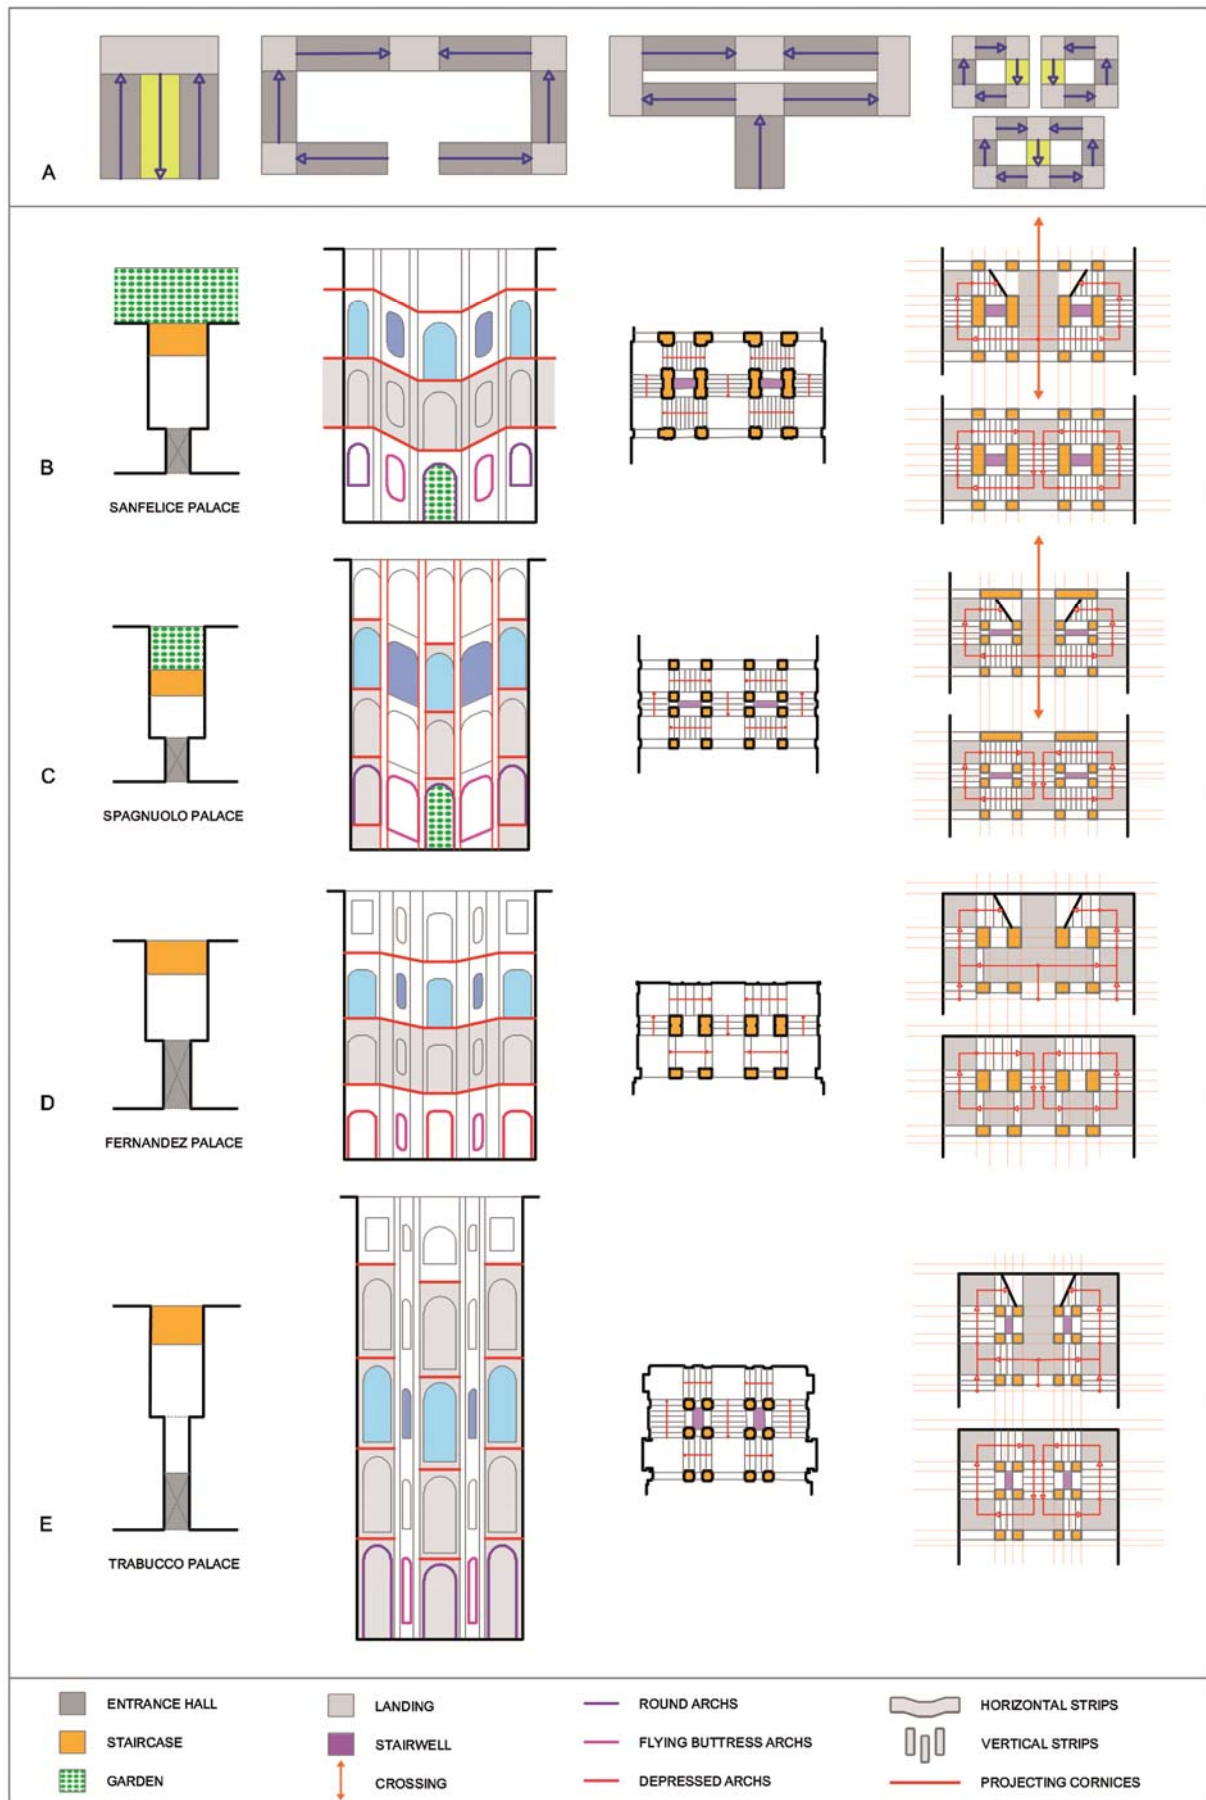 A
B
SANFELICE PALACE
C
SPAGNUOLO PALACE
D
FERNANDEZ PALACE
E
TRABUCCO PALACE
ENTRANCE HALL
LANDING
ROUND ARCHS
HORIZONTAL STRIPS
STAIRCASE
STAIRWELL
FLYING BUTTRESS ARCHS
VERTICAL STRIPS
GARDEN
CROSSING
DEPRESSED ARCHS
PROJECTING CORNICES